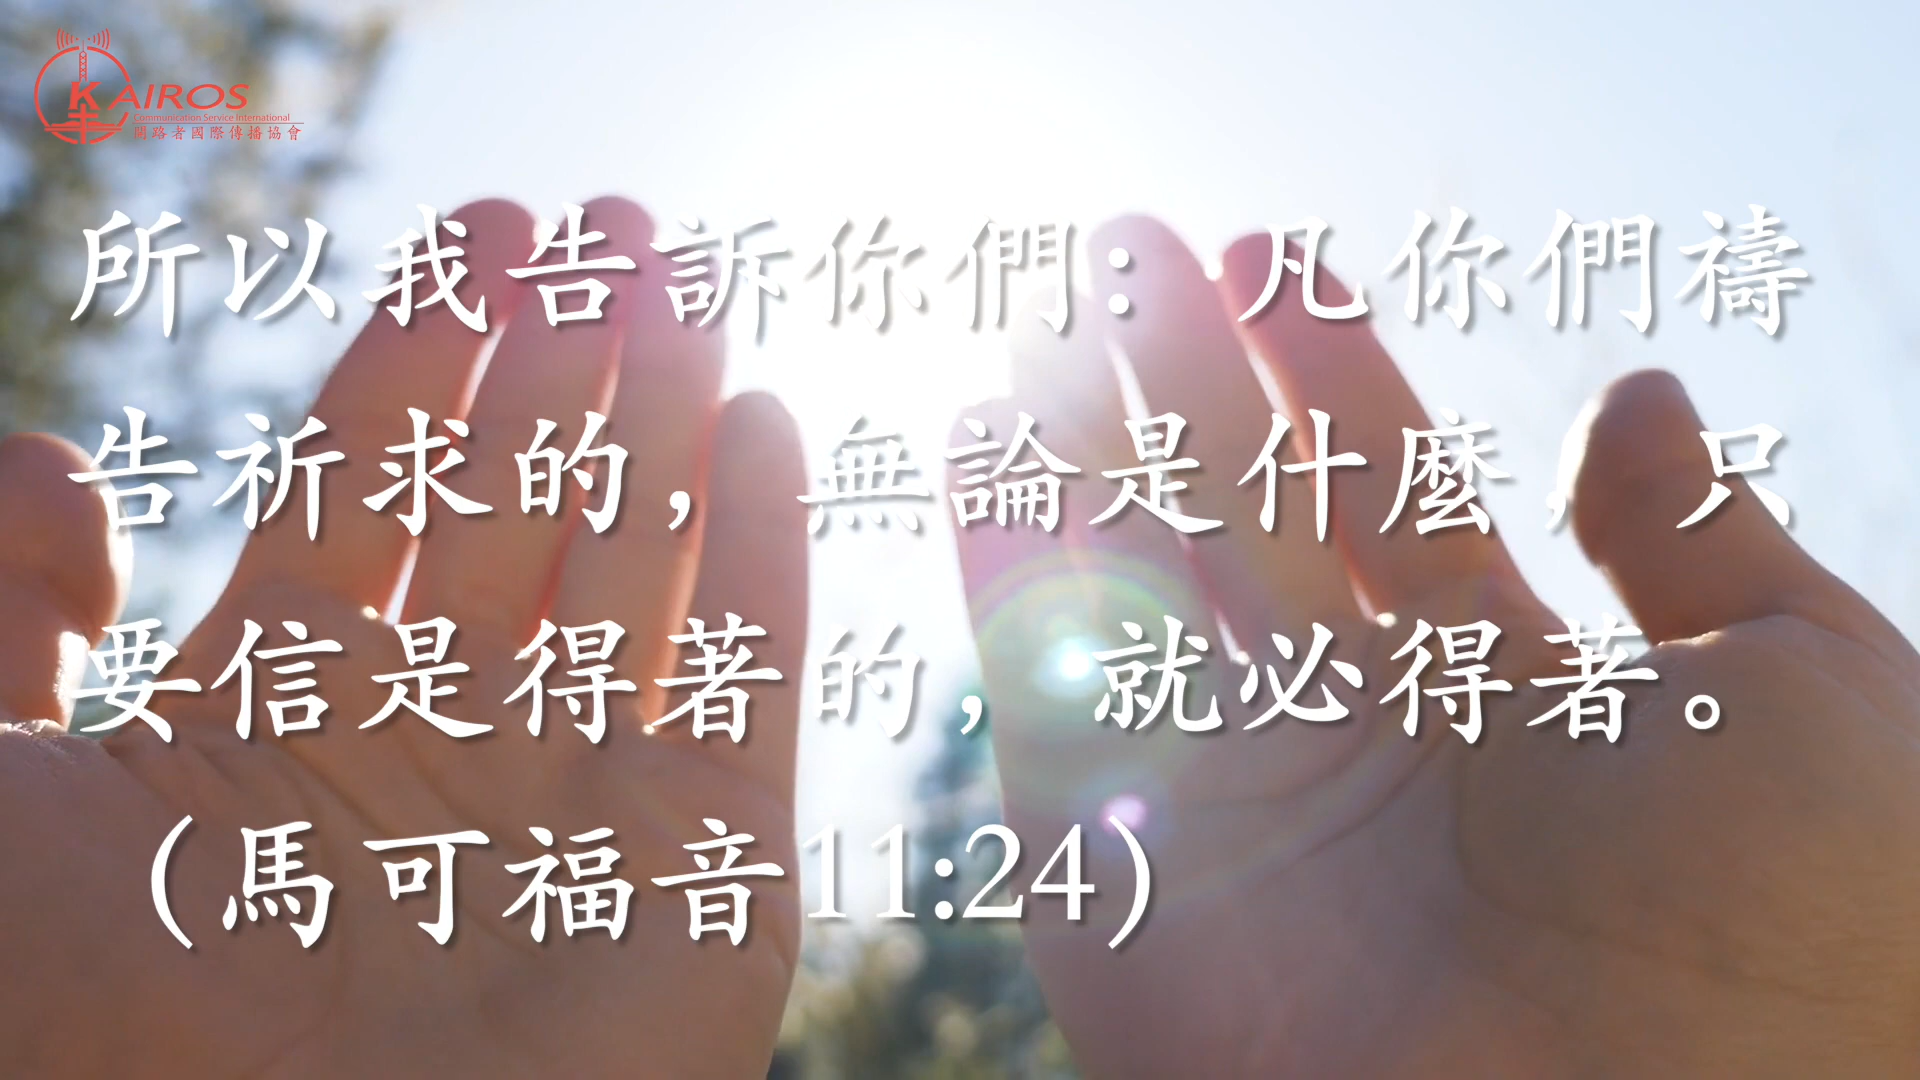 KAIROS
Communication Service International
開路者國際傳播協會
所以我告訴你們：凡你們禱
告祈求的，無論是什麼，只
要信是得著的，就必得著。
（馬可福音11:24）